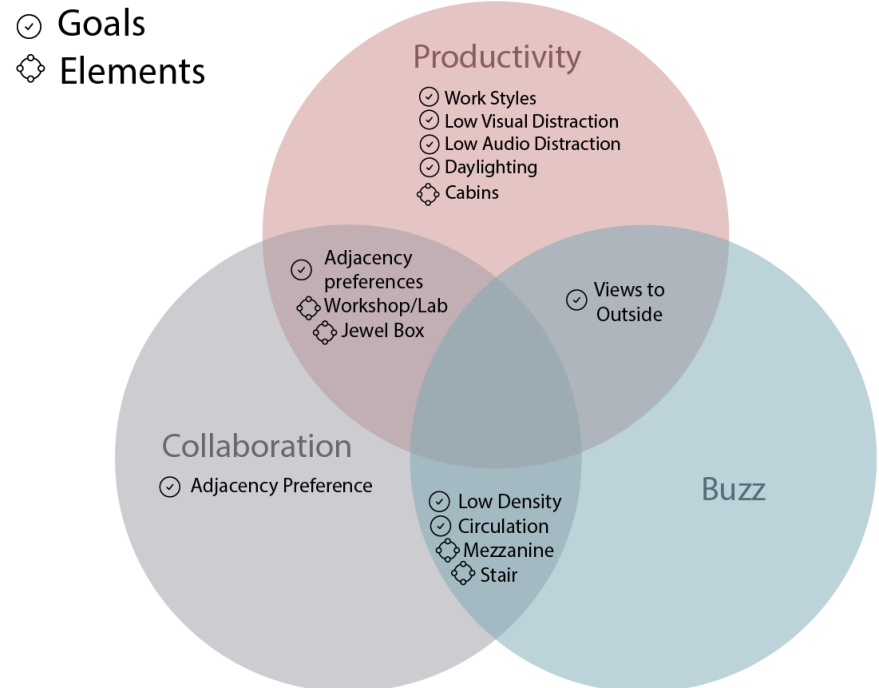 Goals
Elements
Productivity
Work Styles
Low Visual Distraction
Low Audio Distraction
Daylighting
Cabins
Adjacency
preferences
Workshop/Lab
Jewel Box
Views to
Outside
Collaboration
Adjacency Preference
Buzz
Low Density
Circulation
Mezzanine
Stair